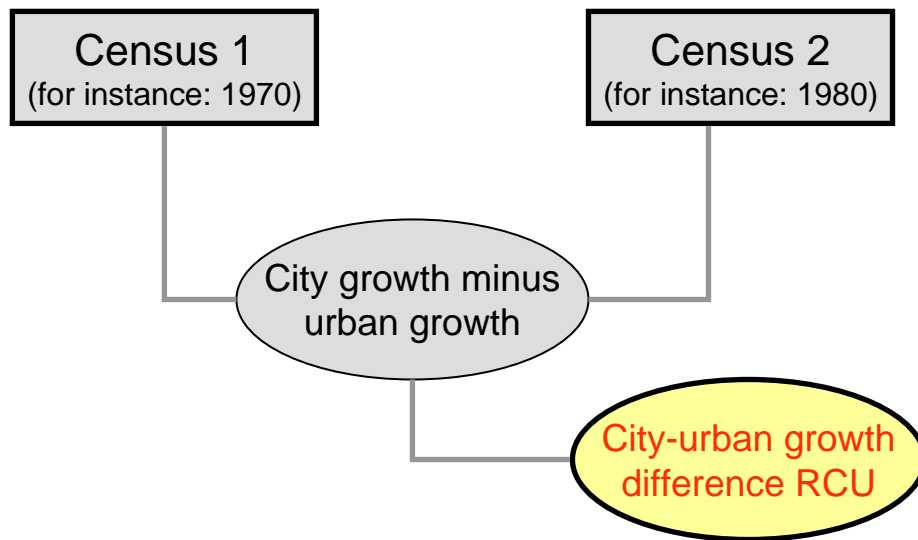 Census 1
(for instance: 1970)
Census 2
(for instance: 1980)
City growth minus
urban growth
City-urban growth
difference RCU